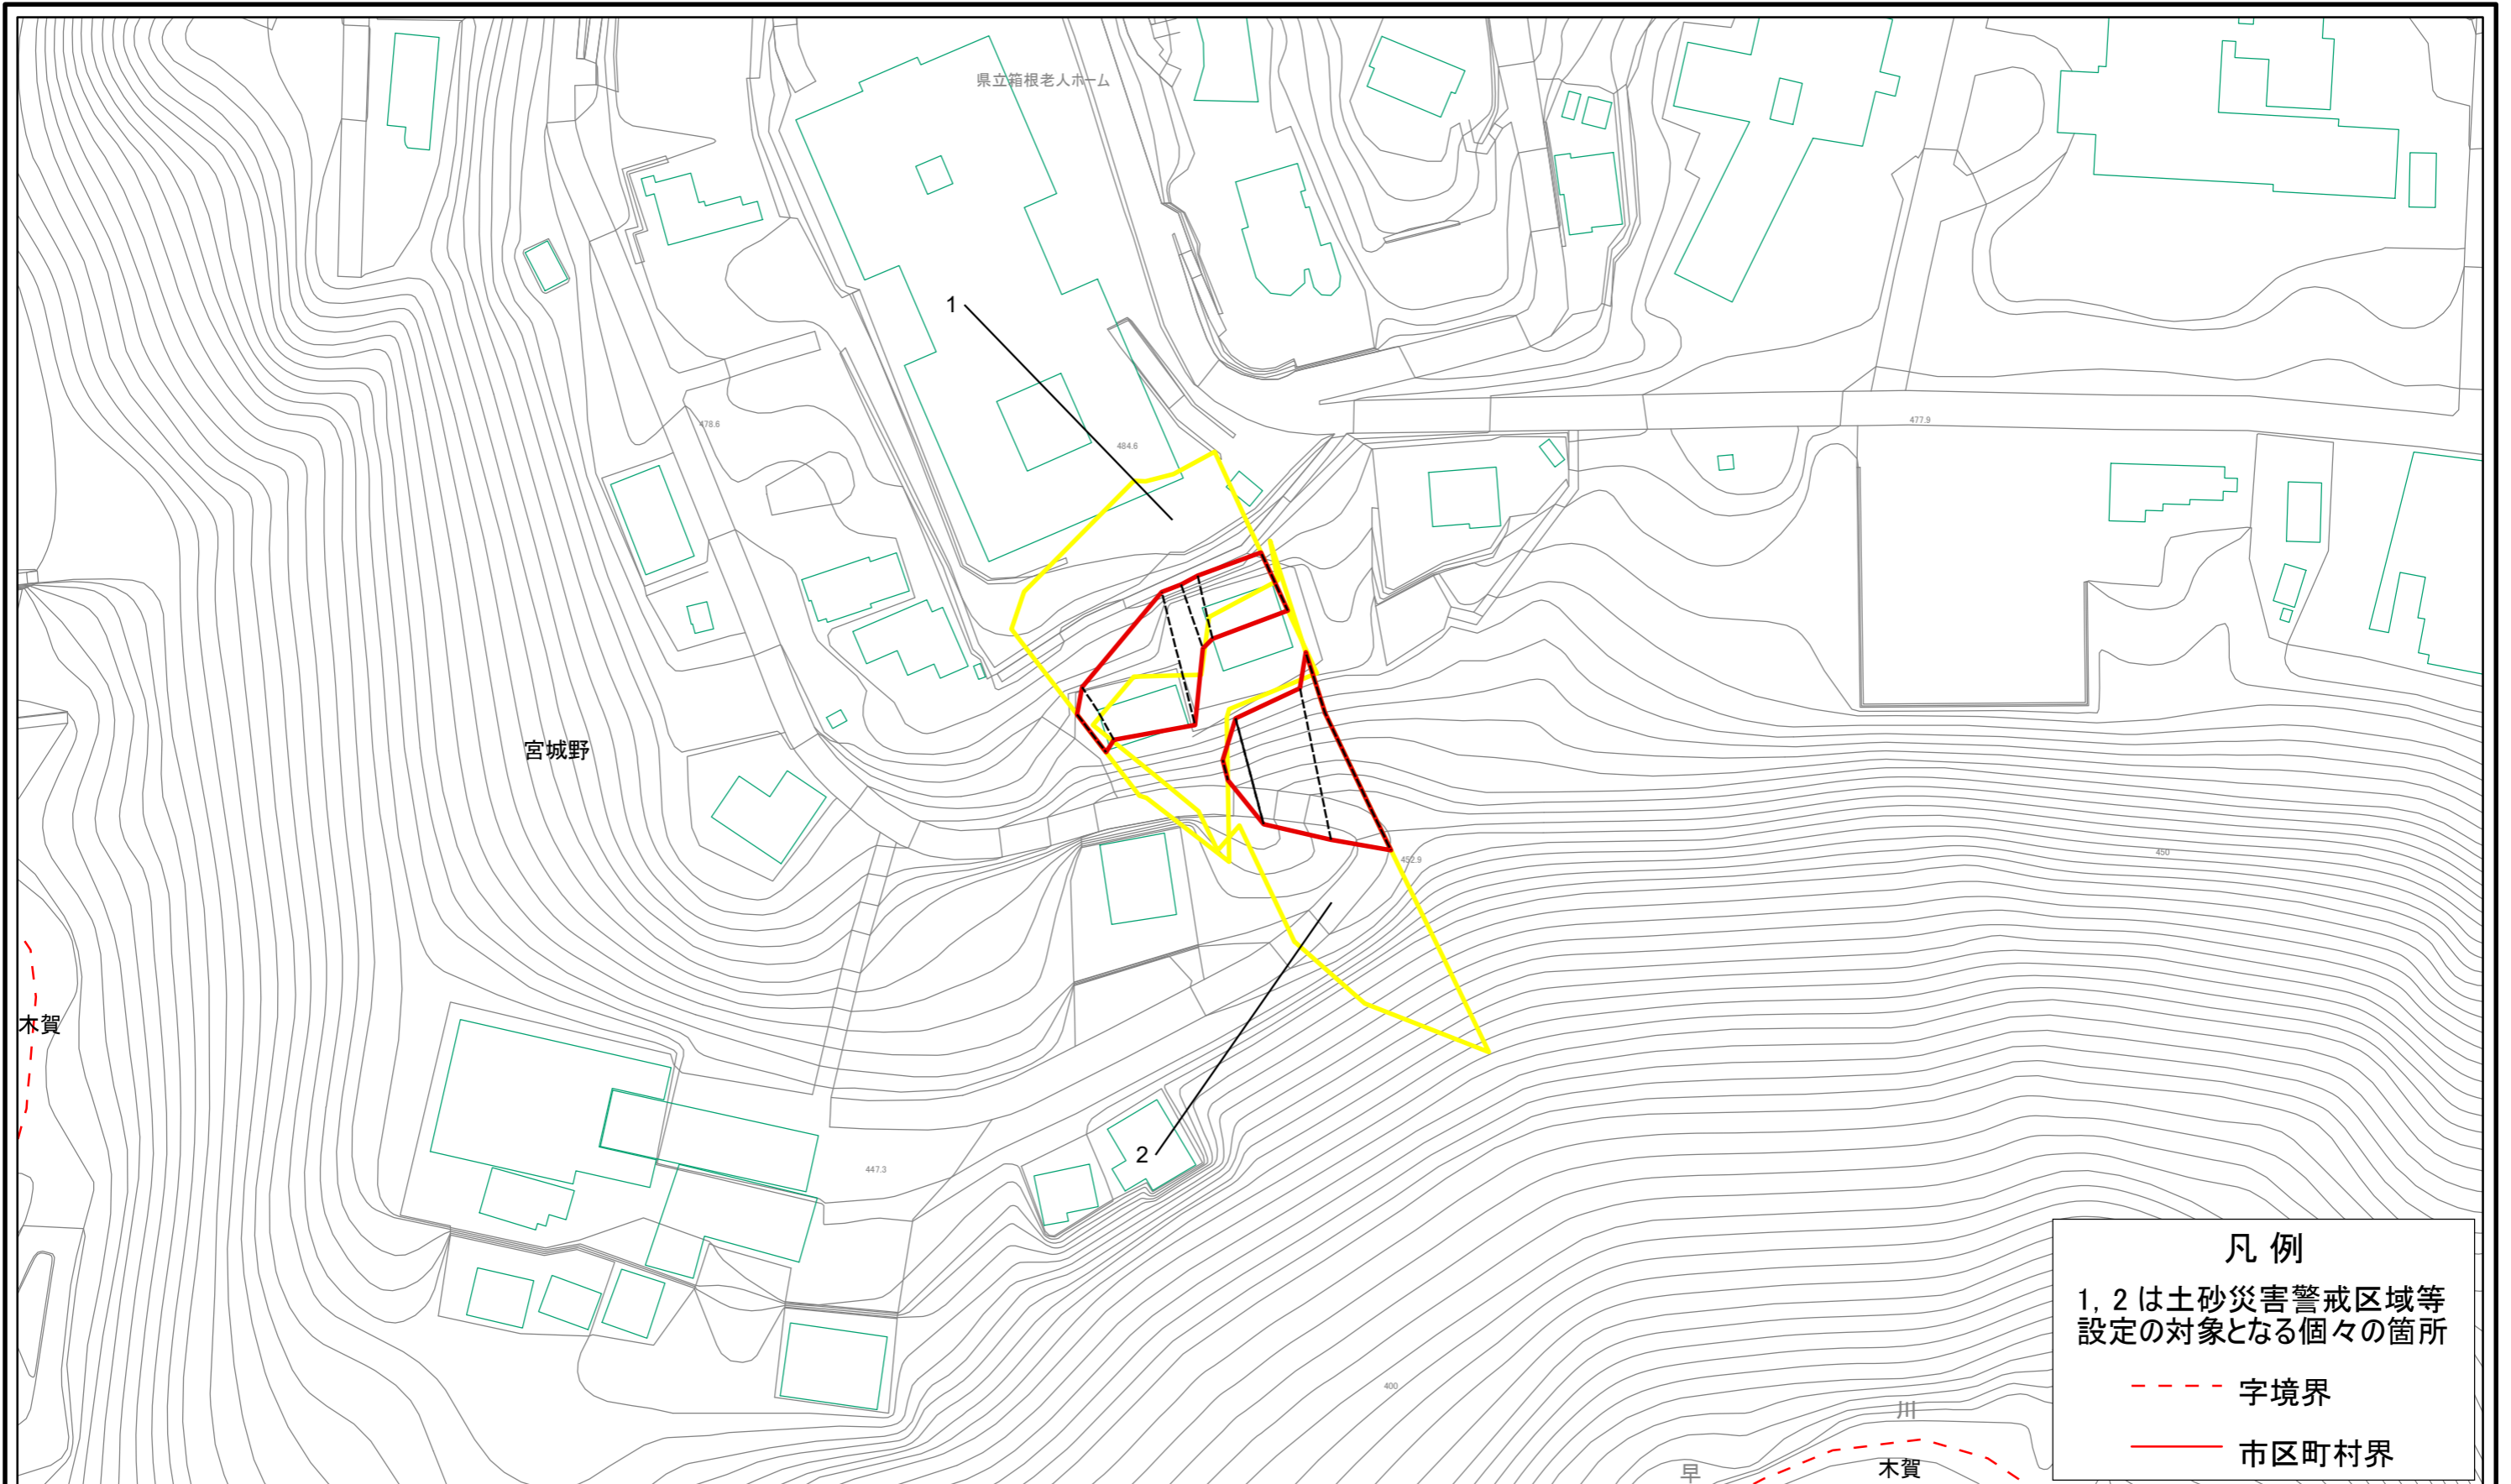 県立箱根老人ホーム
1
478.6
484.6
477.9
宮城野
452.9
450
木賀
2
447.3
400
川
早
木賀
凡 例
1, 2 は土砂災害警戒区域等
設定の対象となる個々の箇所
字境界
市区町村界